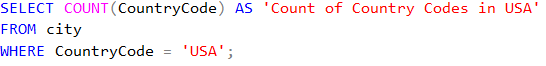 SELECT COUNT(CountryCode) AS 'Count of Country Codes in USA'
FROM city
WHERE CountryCode = 'USA';